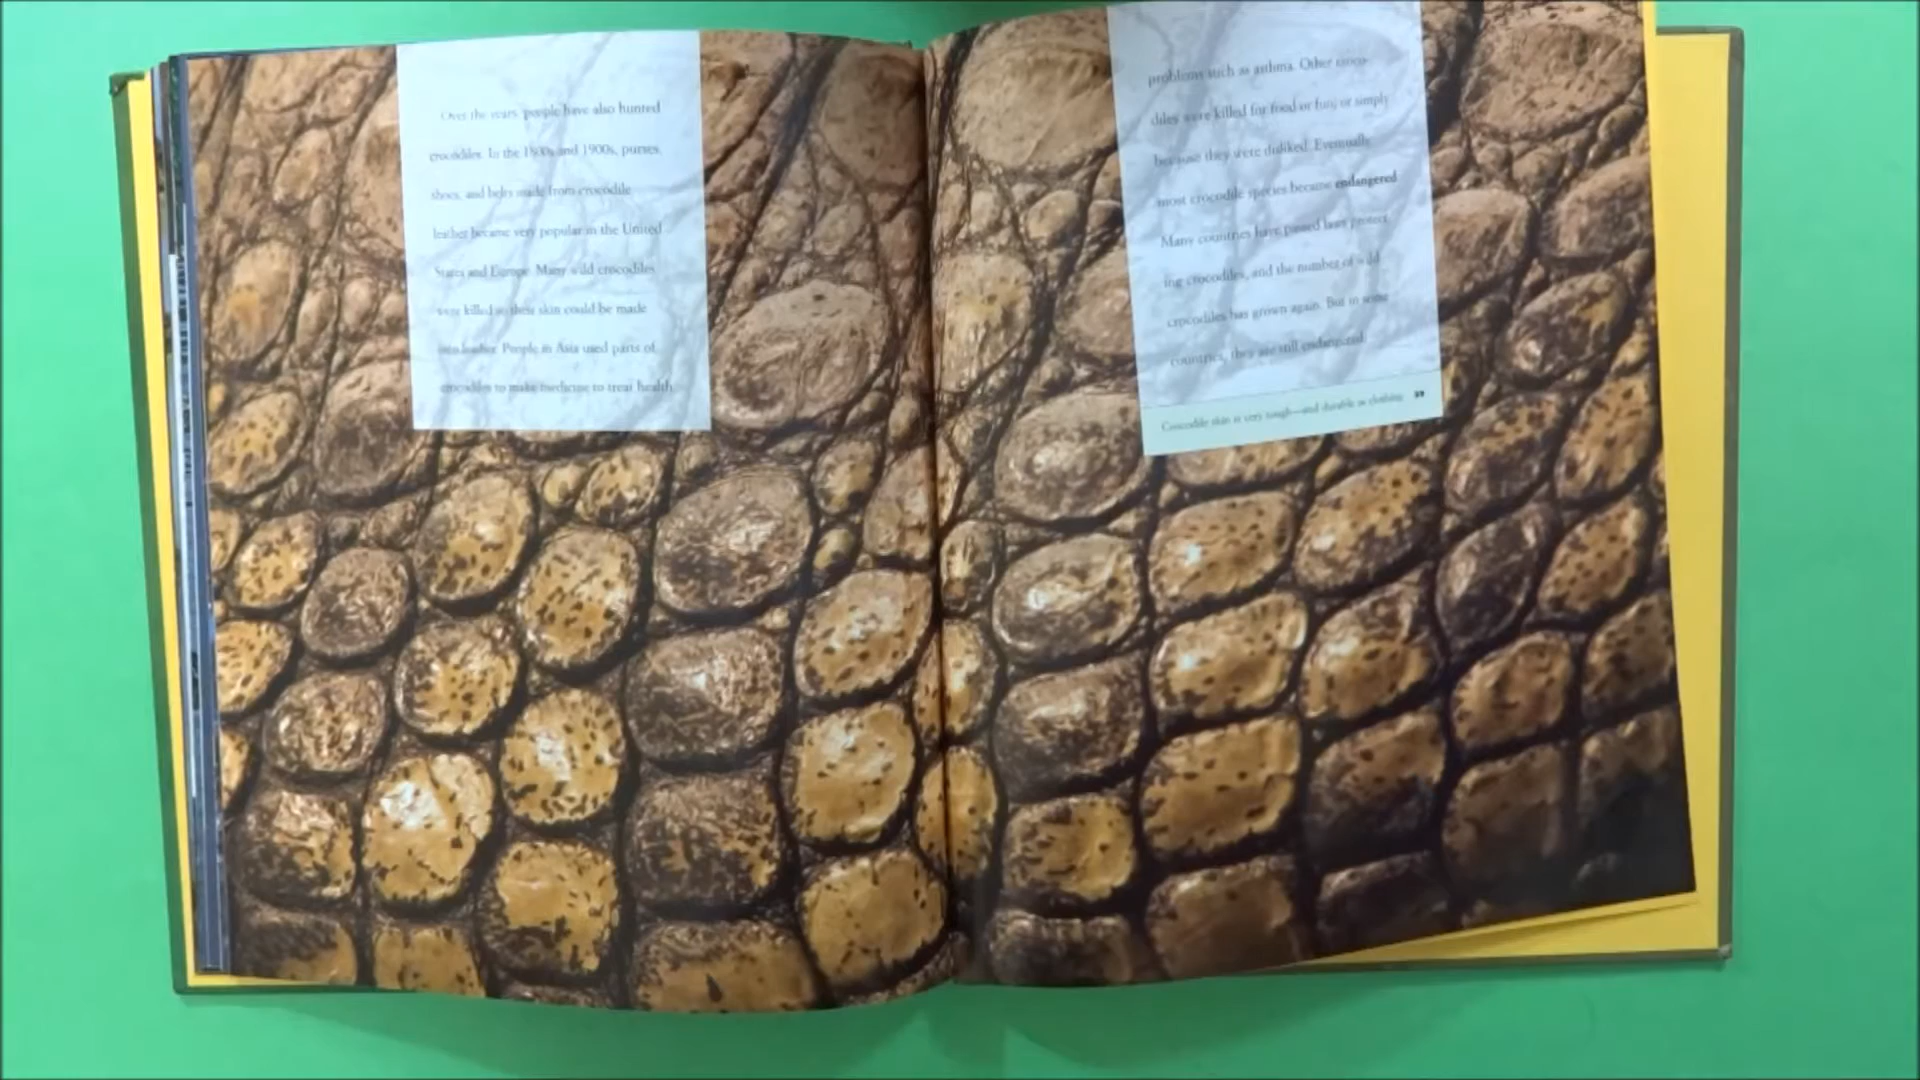 Over the years, people have also hunted
crocodiles. In the 1800s and 1900s, purses,
shoes, and belts made from crocodile
leather became very popular in the United
States and Europe. Many wild crocodiles
were killed so their skin could be made
into leather. People in Asia used parts of
crocodiles to make medicine to treat health
problems such as asthma. Other croco-
diles were killed for food or fun, or simply
because they were disliked. Eventually,
most crocodile species became endangered.
Many countries have passed laws protect-
ing crocodiles, and the number of wild
crocodiles has grown again. But in some
countries, they are still endangered.
Crocodile skin is very tough—and durable as clothing